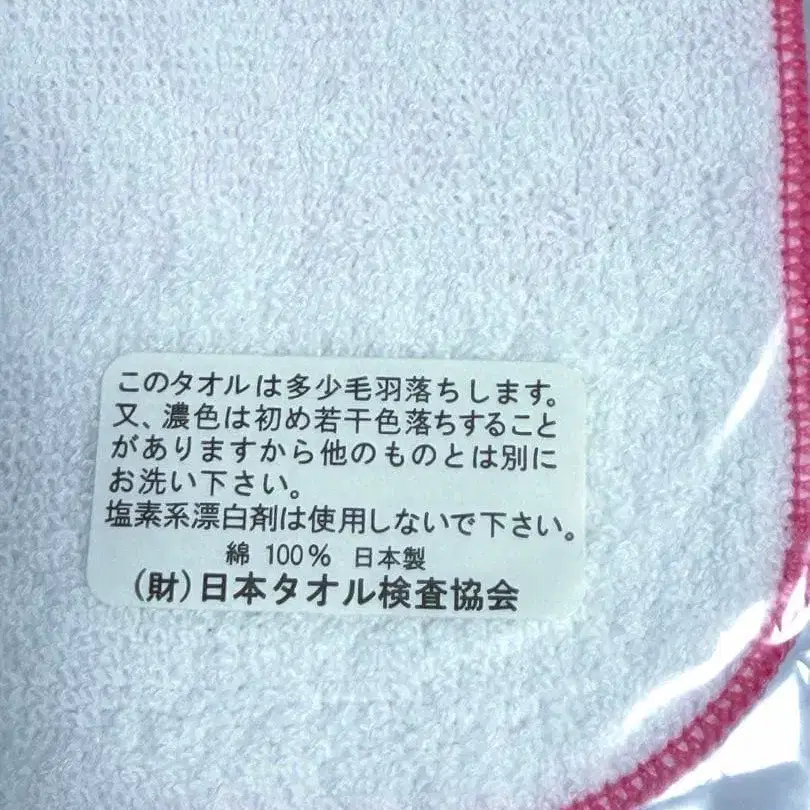 このタオルは多少毛羽落ちします。
又、濃色は初め若干色落ちすること
がありますから他のものとは別に
お洗い下さい。
塩素系漂白剤は使用しないで下さい。
綿 100% 日本製
(財)日本タオル検査協会